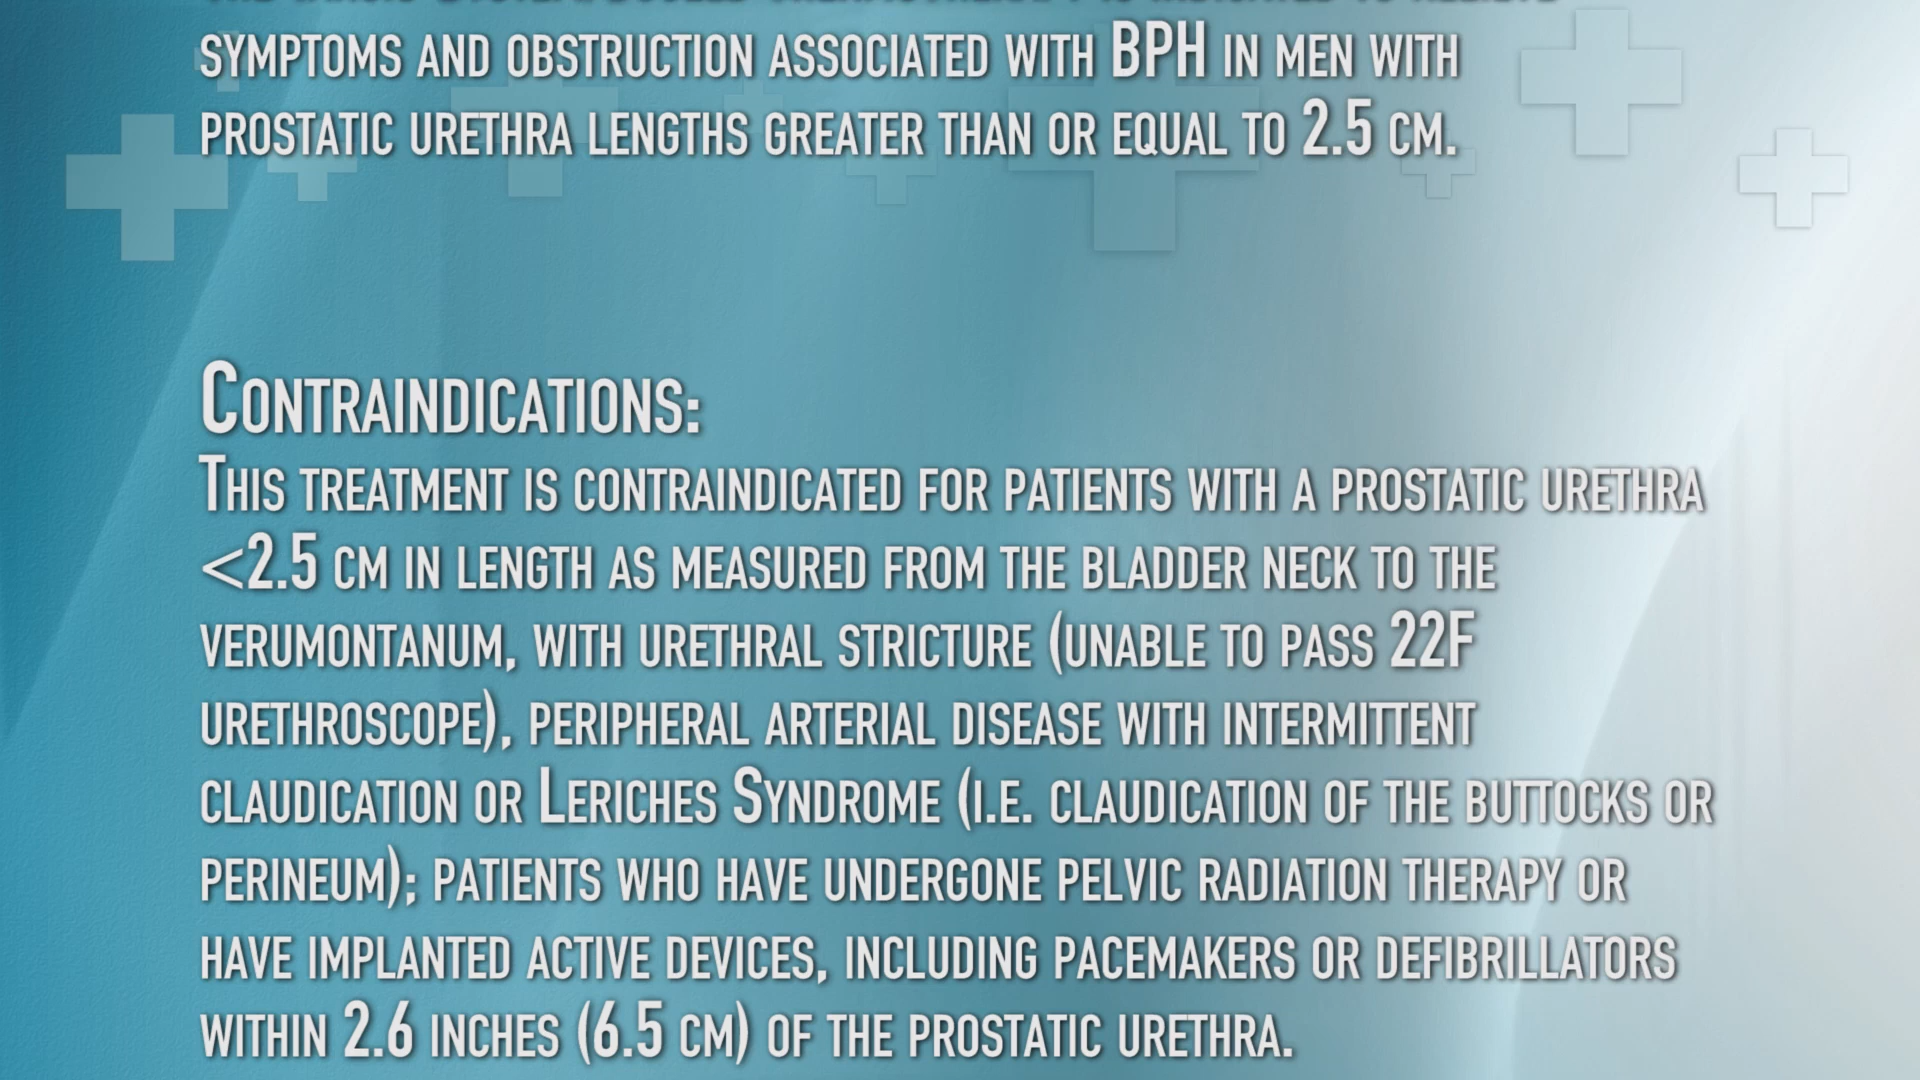 SYMPTOMS AND OBSTRUCTION ASSOCIATED WITH BPH IN MEN WITH
PROSTATIC URETHRA LENGTHS GREATER THAN OR EQUAL TO 2.5 CM.
CONTRAINDICATIONS:
THIS TREATMENT IS CONTRAINDICATED FOR PATIENTS WITH A PROSTATIC URETHRA
<2.5 CM IN LENGTH AS MEASURED FROM THE BLADDER NECK TO THE
VERUMONTANUM, WITH URETHRAL STRICTURE (UNABLE TO PASS 22F
URETHROSCOPE), PERIPHERAL ARTERIAL DISEASE WITH INTERMITTENT
CLAUDICATION OR LERICHES SYNDROME (I.E. CLAUDICATION OF THE BUTTOCKS OR
PERINEUM); PATIENTS WHO HAVE UNDERGONE PELVIC RADIATION THERAPY OR
HAVE IMPLANTED ACTIVE DEVICES, INCLUDING PACEMAKERS OR DEFIBRILLATORS
WITHIN 2.6 INCHES (6.5 CM) OF THE PROSTATIC URETHRA.